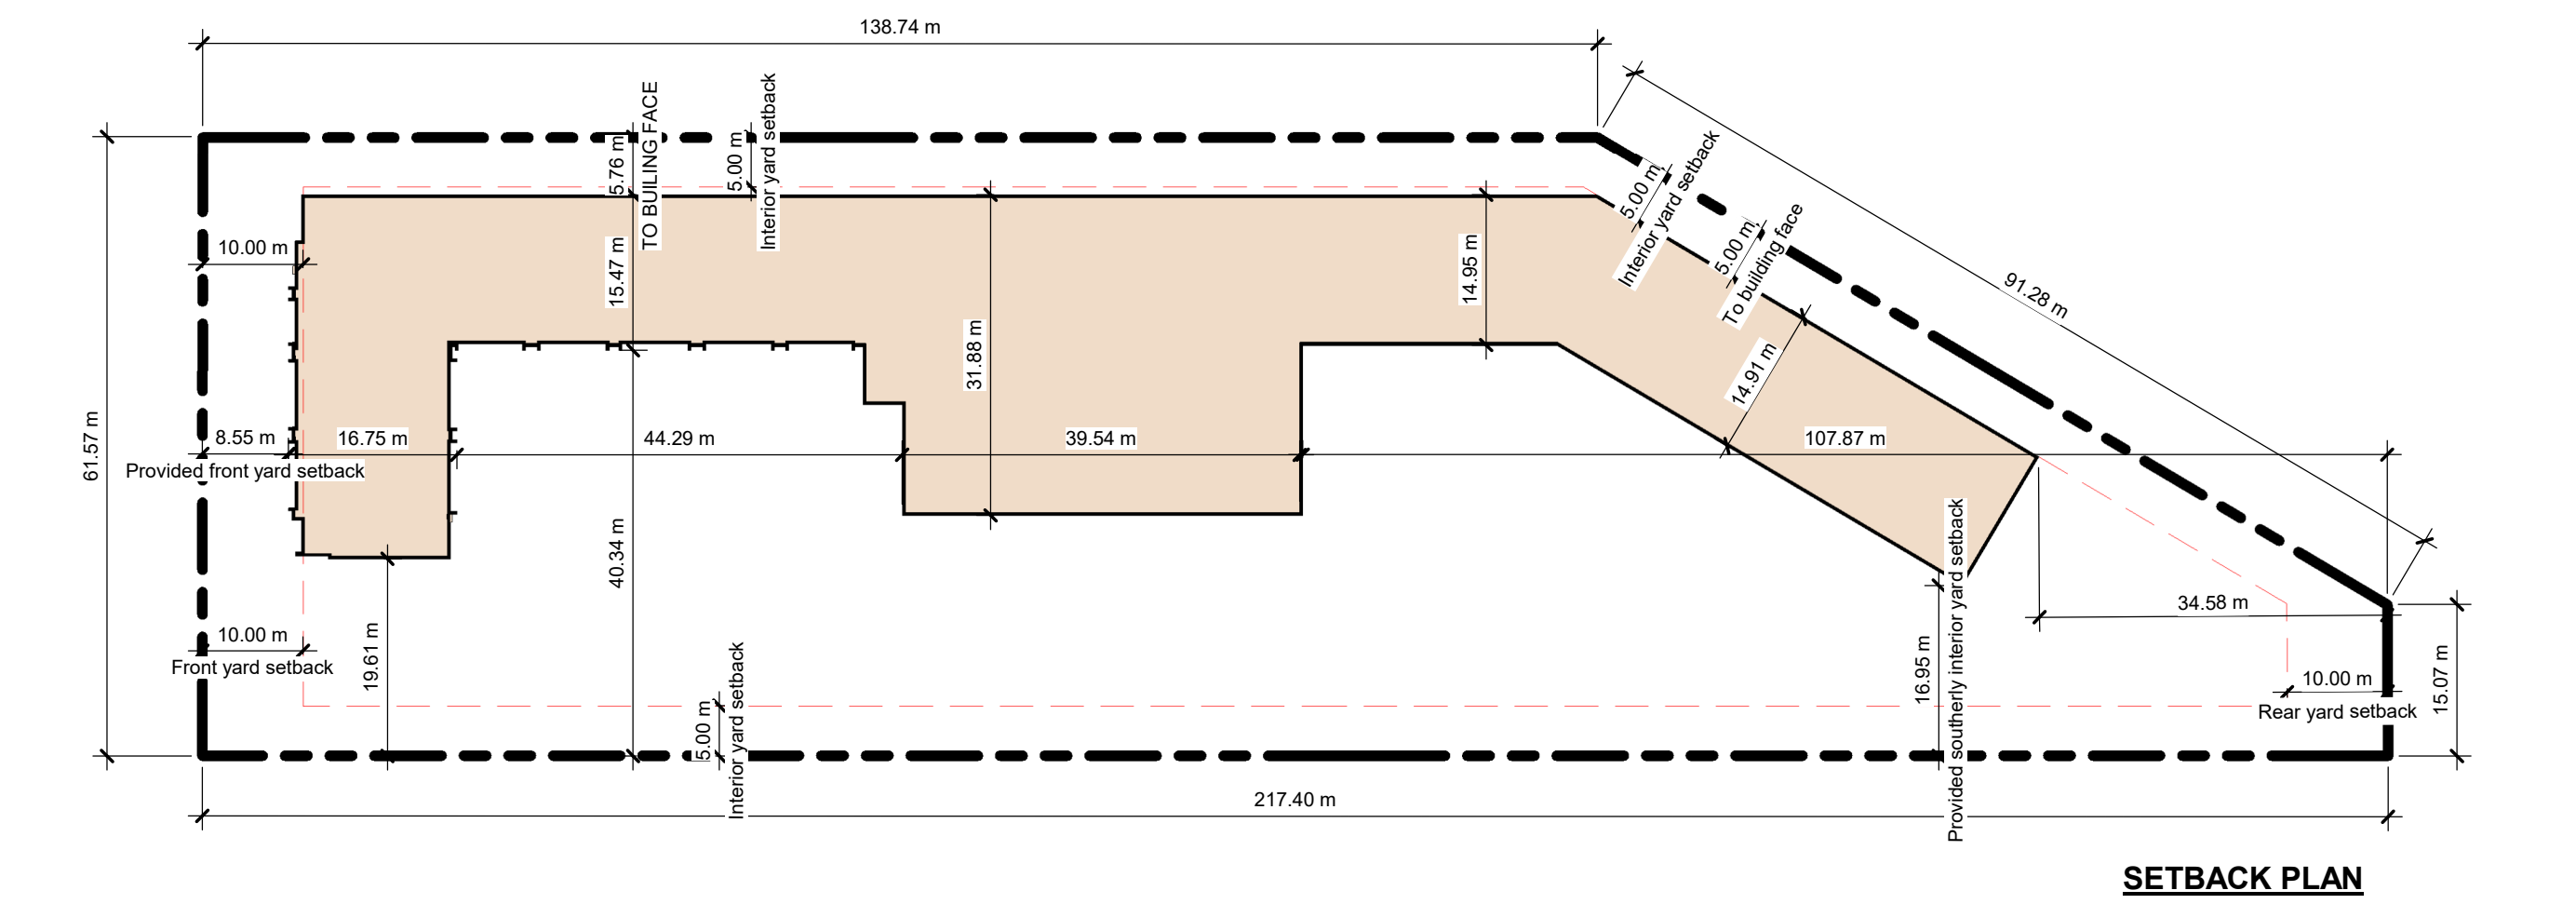 138.74 m
TO BUILING FACE
Interior yard setback
5.76 m
5.00 m
Interior yard setback
5.00 m
To building face
5.00 m
10.00 m
15.47 m
14.95 m
91.28 m
31.88 m
14.91 m
61.57 m
8.55 m
16.75 m
44.29 m
39.54 m
107.87 m
Provided front yard setback
40.34 m
Provided southerly interior yard setback
34.58 m
10.00 m
Front yard setback
19.61 m
16.95 m
15.07 m
10.00 m
Rear yard setback
5.00 m
Interior yard setback
217.40 m
SETBACK PLAN